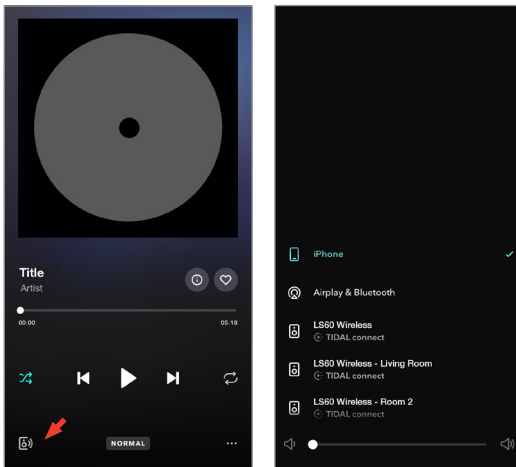 Title
Artist
00:00 05:18
NORMAL
iPhone
Airplay & Bluetooth
LS60 Wireless
TIDAL connect
LS60 Wireless - Living Room
TIDAL connect
LS60 Wireless - Room 2
TIDAL connect